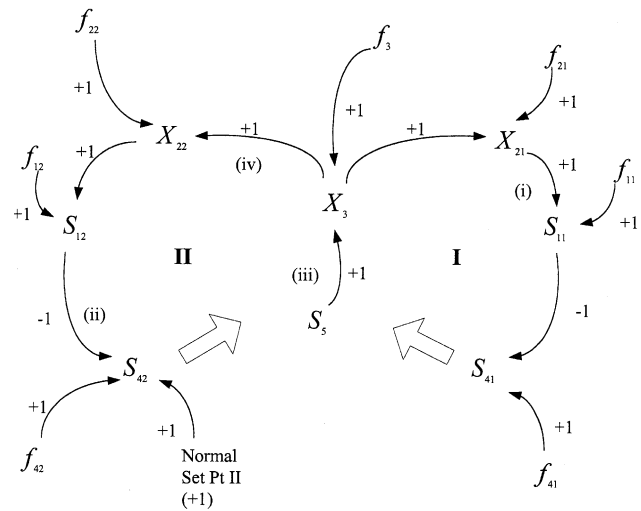 f22
f3
f21
+1
+1
+1
X22
+1
+1
X21
f12
+1
(iv)
+1
(i)
f11
+1
S12
X3
S11
+1
II
(iii)
+1
I
-1
(ii)
S5
-1
S42
S41
+1
+1
+1
f42
Normal
Set Pt II
(+1)
f41